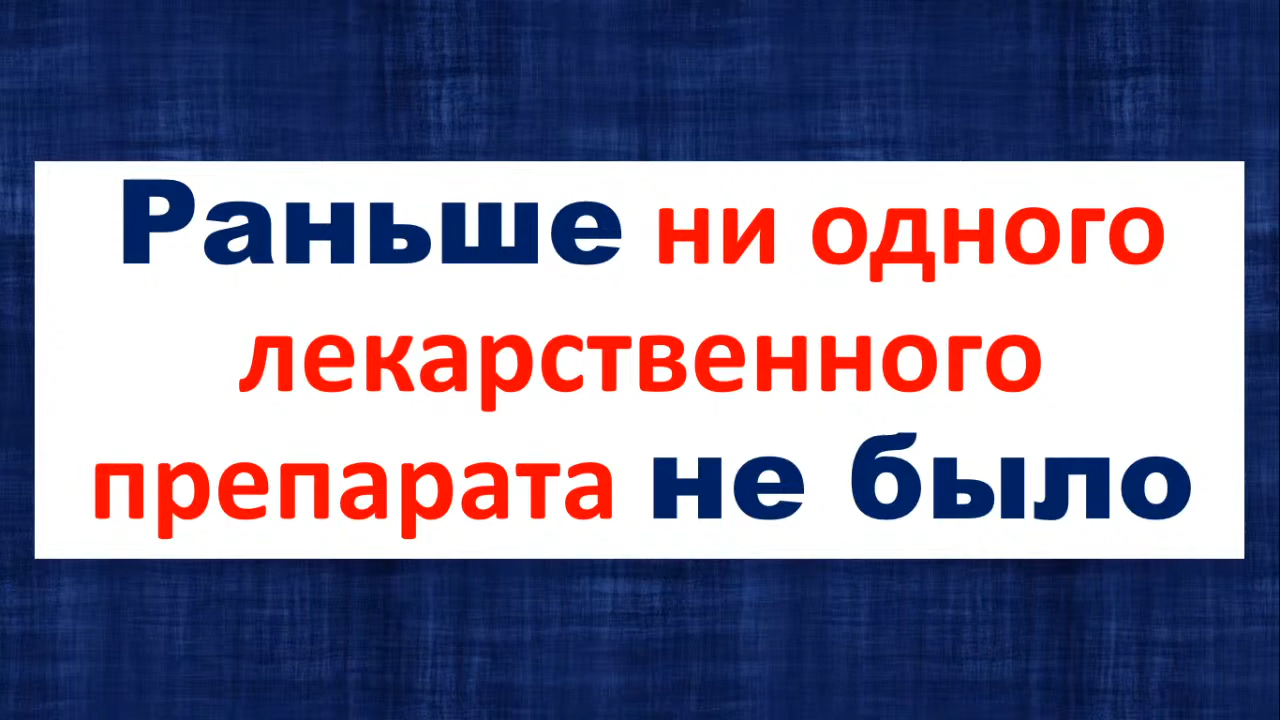 Раньше ни одного
лекарственного
препарата не было